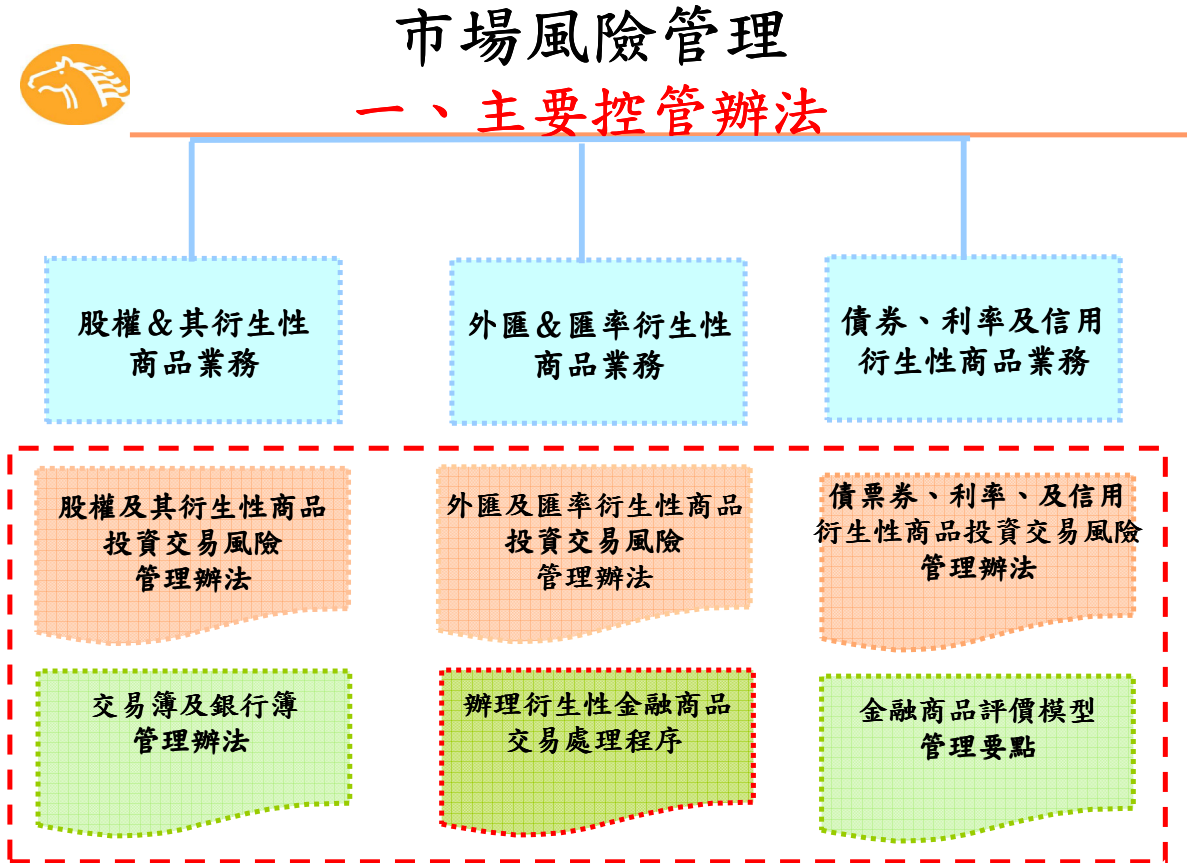 市場風險管理
一、主要控管辦法
股權＆其衍生性
商品業務
外匯＆匯率衍生性
商品業務
債券、利率及信用
衍生性商品業務
股權及其衍生性商品
投資交易風險
管理辦法
外匯及匯率衍生性商品
投資交易風險
管理辦法
債票券、利率、及信用
衍生性商品投資交易風險
管理辦法
交易簿及銀行簿
管理辦法
辦理衍生性金融商品
交易處理程序
金融商品評價模型
管理要點